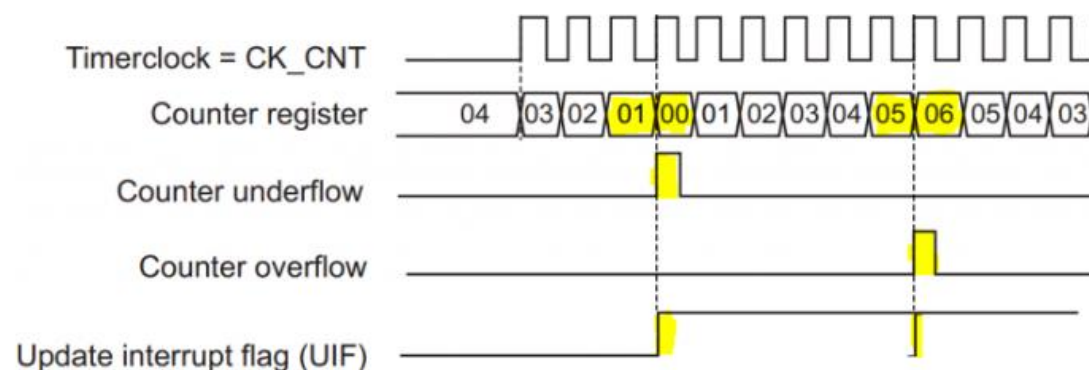 Timerclock = CK_CNT
Counter register 04 03 02 01 00 01 02 03 04 05 06 05 04 03
Counter underflow
Counter overflow
Update interrupt flag (UIF)